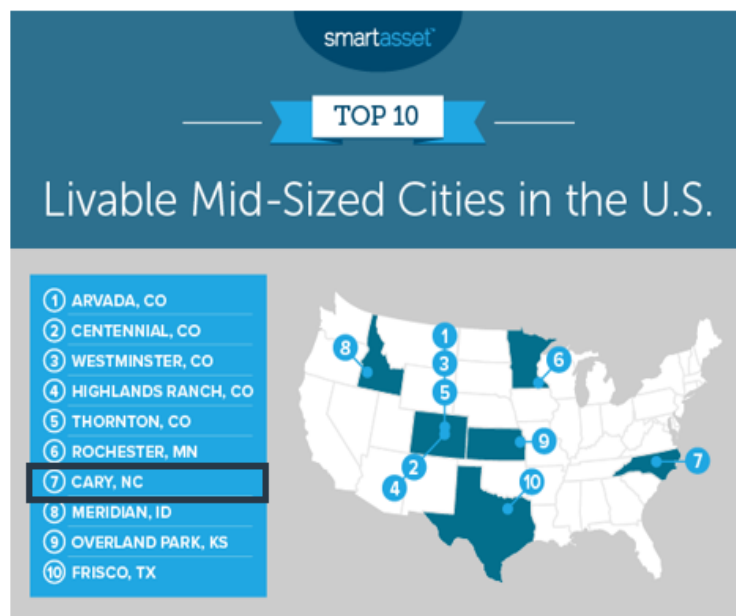 smartasset™
TOP 10
Livable Mid-Sized Cities in the U.S.
1 ARVADA, CO
2 CENTENNIAL, CO
3 WESTMINSTER, CO
4 HIGHLANDS RANCH, CO
5 THORNTON, CO
6 ROCHESTER, MN
7 CARY, NC
8 MERIDIAN, ID
9 OVERLAND PARK, KS
10 FRISCO, TX
1
8
3
6
5
9
7
2
4
10